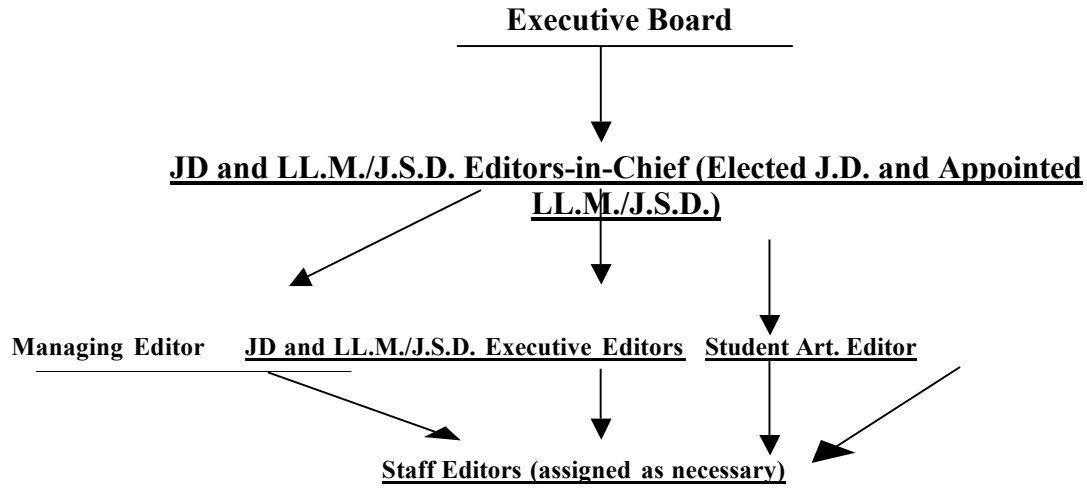 Executive Board
JD and LL.M./J.S.D. Editors-in-Chief (Elected J.D. and Appointed
LL.M./J.S.D.)
Managing Editor JD and LL.M./J.S.D. Executive Editors Student Art. Editor
Staff Editors (assigned as necessary)